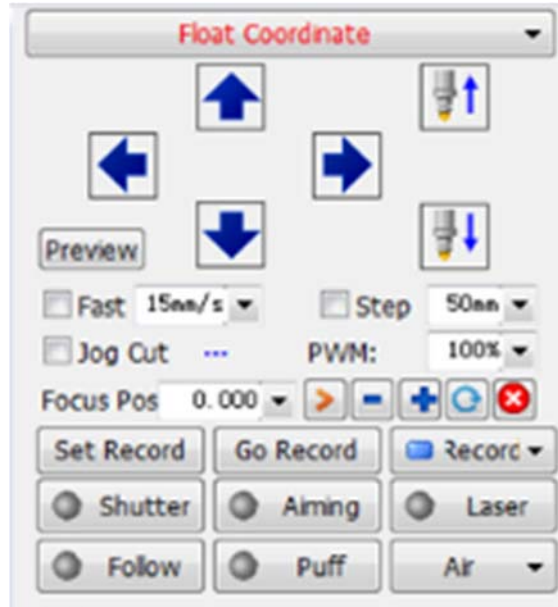 Float Coordinate
Preview
Fast 15mm/s Step 50mm
Jog Cut ... PWM: 100%
Focus Pos 0.000
Set Record Go Record Record
Shutter Aiming Laser
Follow Puff Air